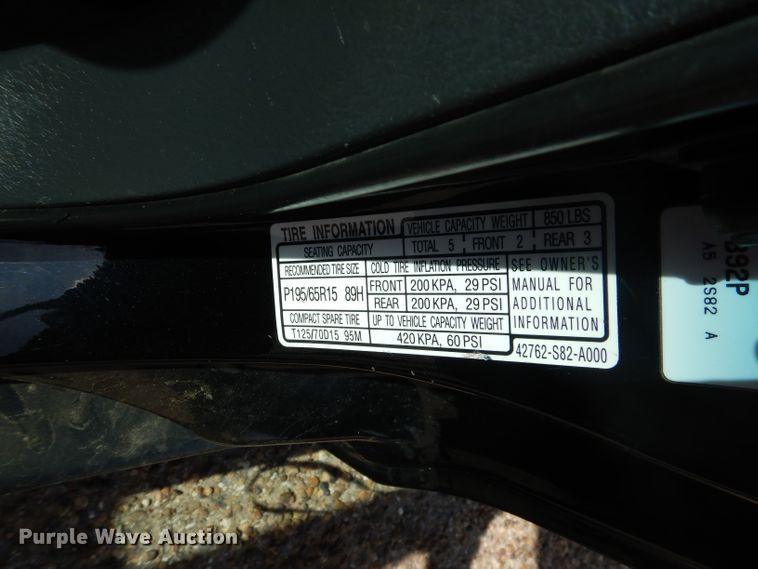 TIRE INFORMATION VEHICLE CAPACITY WEIGHT 850 LBS
SEATING CAPACITY TOTAL 5 FRONT 2 REAR 3
RECOMMENDED TIRE SIZE COLD TIRE INFLATION PRESSURE SEE OWNER'S
P195/65R15 89H FRONT 200 KPA, 29 PSI MANUAL FOR
REAR 200 KPA, 29 PSI ADDITIONAL
COMPACT SPARE TIRE UP TO VEHICLE CAPACITY WEIGHT INFORMATION
T125/70D15 95M 420 KPA, 60 PSI 42762-S82-A000
392P
A5 2S82 A
Purple Wave Auction